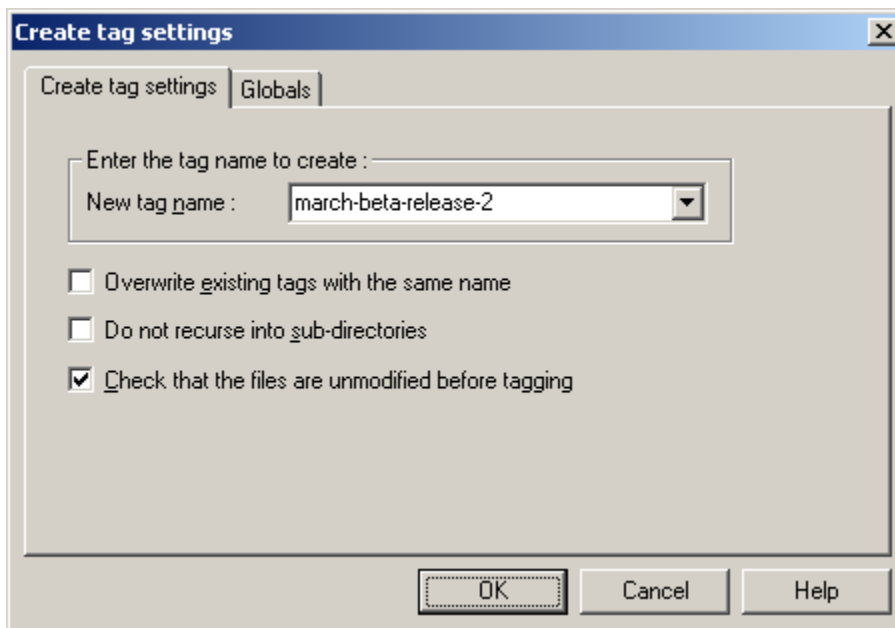 Create tag settings
Create tag settings Globals
Enter the tag name to create :
New tag name : march-beta-release-2
Overwrite existing tags with the same name
Do not recurse into sub-directories
Check that the files are unmodified before tagging
OK Cancel Help